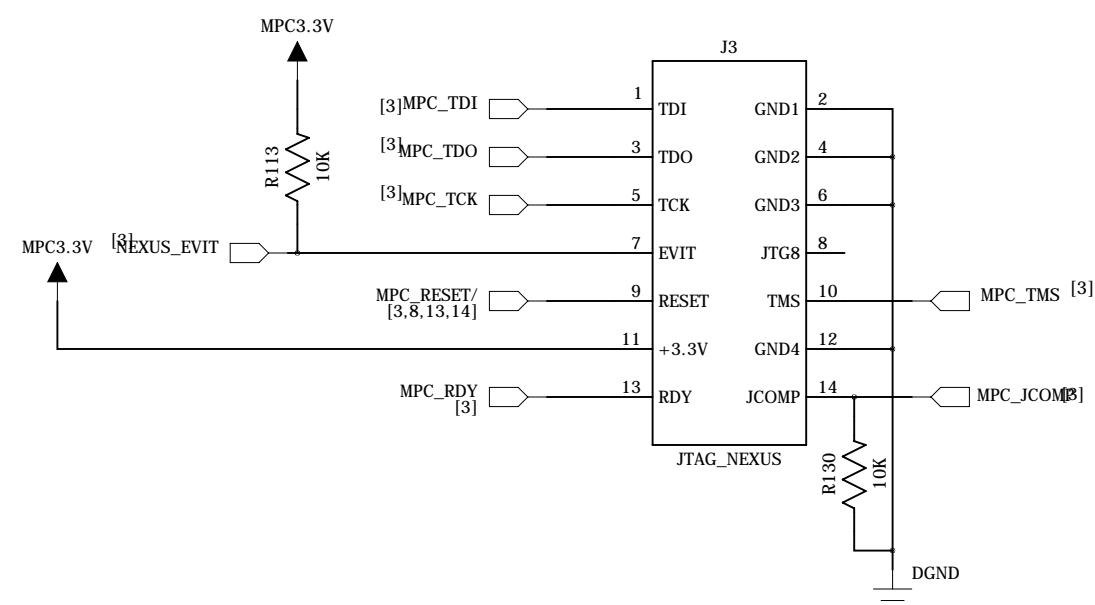 MPC3.3V
J3
[3]MPC_TDI
1
TDI
GND1
2
R113
10K
[3]MPC_TDO
3
TDO
GND2
4
[3]MPC_TCK
5
TCK
GND3
6
MPC3.3V
[3]NEXUS_EVIT
7
EVIT
JTG8
8
MPC_RESET/
[3,8,13,14]
9
RESET
TMS
10
MPC_TMS [3]
11
+3.3V
GND4
12
MPC_RDY
[3]
13
RDY
JCOMP
14
MPC_JCOMP[3]
JTAG_NEXUS
R130
10K
DGND